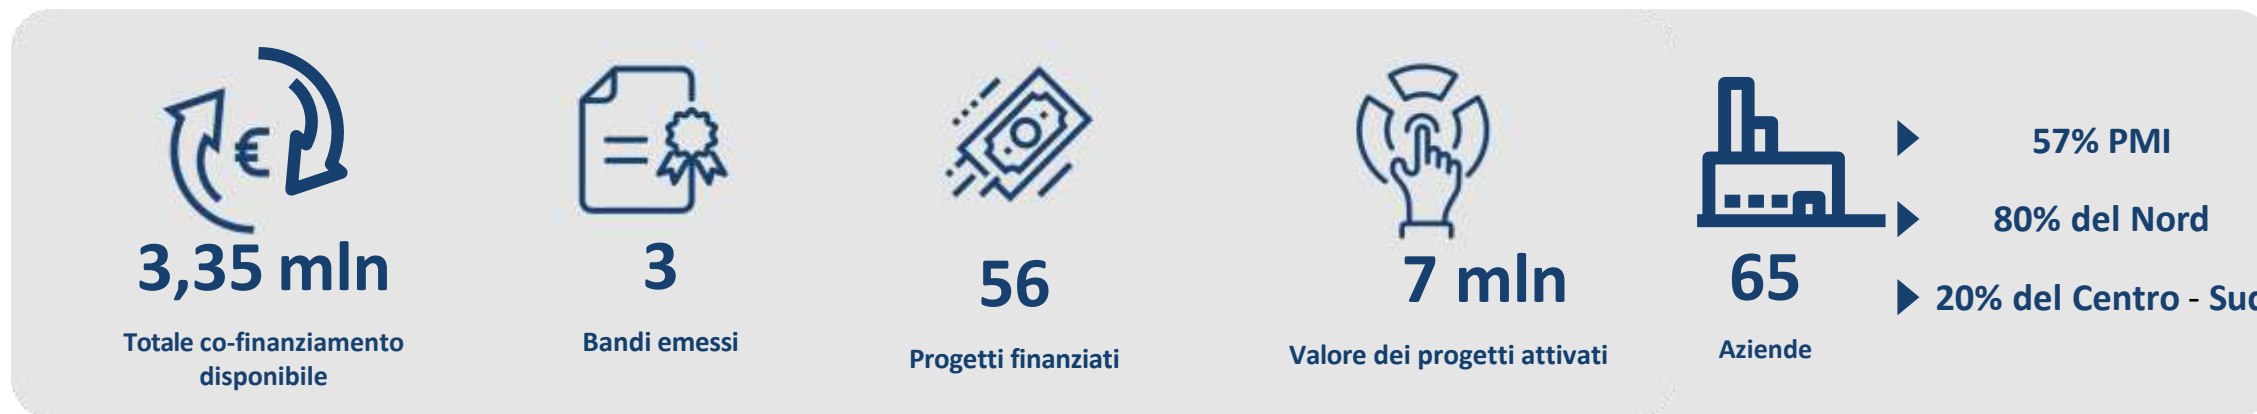 €
3,35 mln
Totale co-finanziamento
disponibile
3
Bandi emessi
56
Progetti finanziati
7 mln
Valore dei progetti attivati
65
Aziende
57% PMI
80% del Nord
20% del Centro -